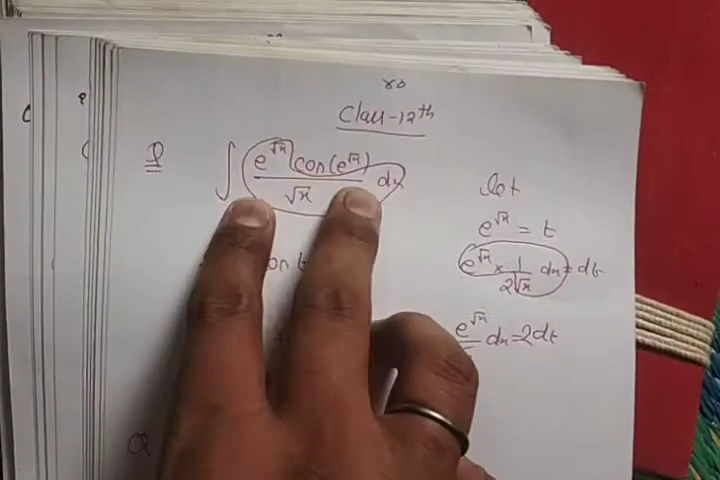 Class-12th
Q
∫ e^√x cos(e^√x) / √x dx
let
e^√x = t
e^√x × 1 / 2√x dx = dt
e^√x dx = 2dt
Q